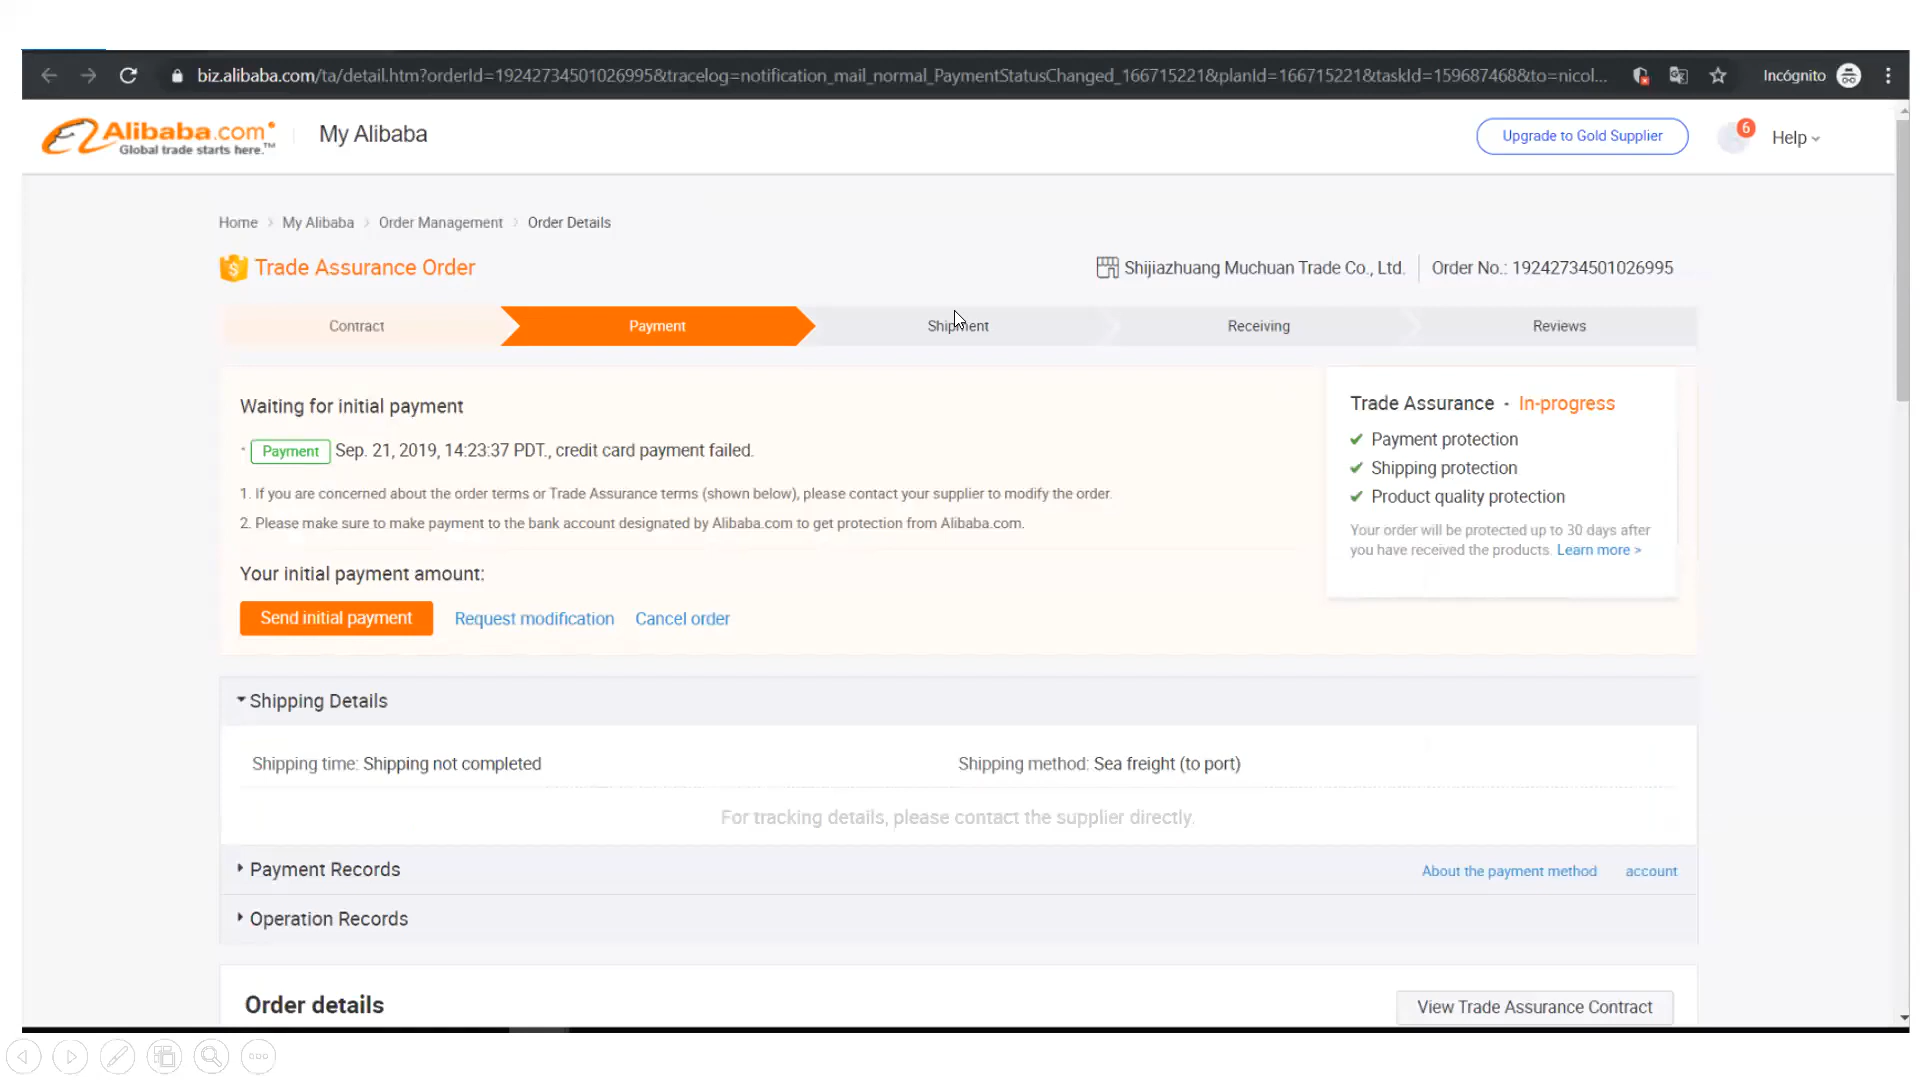 biz.alibaba.com/ta/detail.htm?orderId=19242734501026995&tracelog=notification_mail_normal_PaymentStatusChanged_166715221&planId=166715221&taskId=159687468&to=nicol... Incógnito
Alibaba.com
Global trade starts here.™
My Alibaba
Upgrade to Gold Supplier
6
Help
Home > My Alibaba > Order Management > Order Details
Trade Assurance Order
Shijiazhuang Muchuan Trade Co., Ltd. Order No.: 19242734501026995
Contract Payment Shipment Receiving Reviews
Waiting for initial payment
· Payment Sep. 21, 2019, 14:23:37 PDT., credit card payment failed.
1. If you are concerned about the order terms or Trade Assurance terms (shown below), please contact your supplier to modify the order.
2. Please make sure to make payment to the bank account designated by Alibaba.com to get protection from Alibaba.com.
Your initial payment amount:
Send initial payment Request modification Cancel order
Trade Assurance - In-progress
✔ Payment protection
✔ Shipping protection
✔ Product quality protection
Your order will be protected up to 30 days after
you have received the products. Learn more >
Shipping Details
Shipping time: Shipping not completed Shipping method: Sea freight (to port)
For tracking details, please contact the supplier directly.
Payment Records About the payment method account
Operation Records
Order details View Trade Assurance Contract